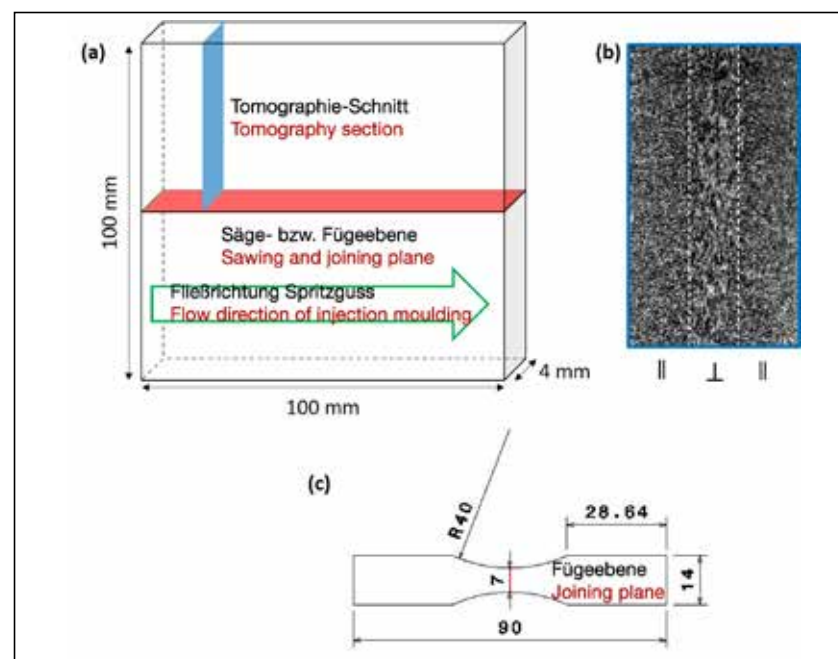 (a)
Tomographie-Schnitt
Tomography section
100 mm
Säge- bzw. Fügeebene
Sawing and joining plane
Fließrichtung Spritzguss
Flow direction of injection moulding
4 mm
100 mm
(b)
∥ ⊥ ∥
(c)
R40
28.64
7
Fügeebene
Joining plane
14
90